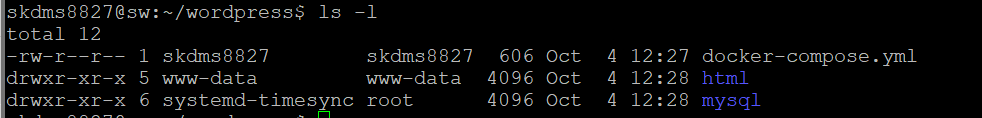 skdms8827@sw:~/wordpress$ ls -l
total 12
-rw-r--r-- 1 skdms8827 skdms8827 606 Oct 4 12:27 docker-compose.yml
drwxr-xr-x 5 www-data www-data 4096 Oct 4 12:28 html
drwxr-xr-x 6 systemd-timesync root 4096 Oct 4 12:28 mysql